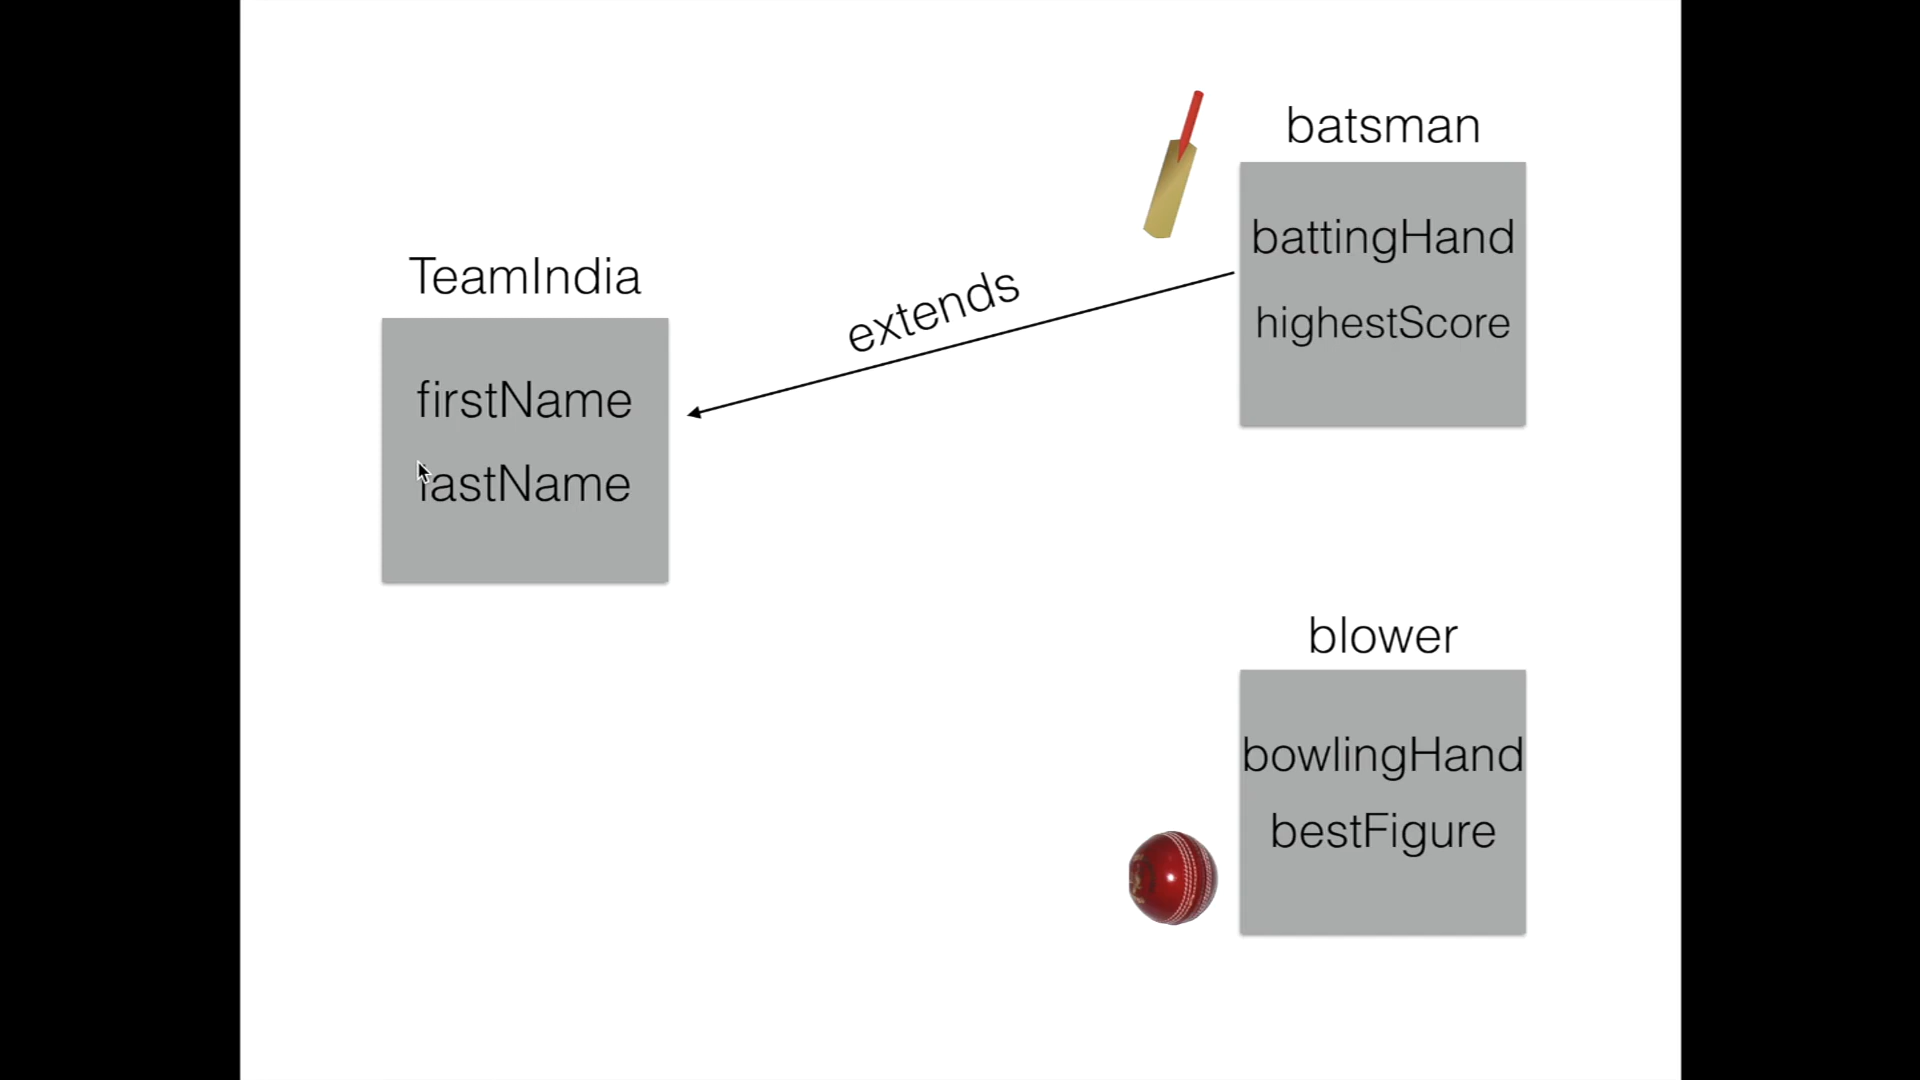 batsman
battingHand
highestScore
extends
TeamIndia
firstName
lastName
blower
bowlingHand
bestFigure